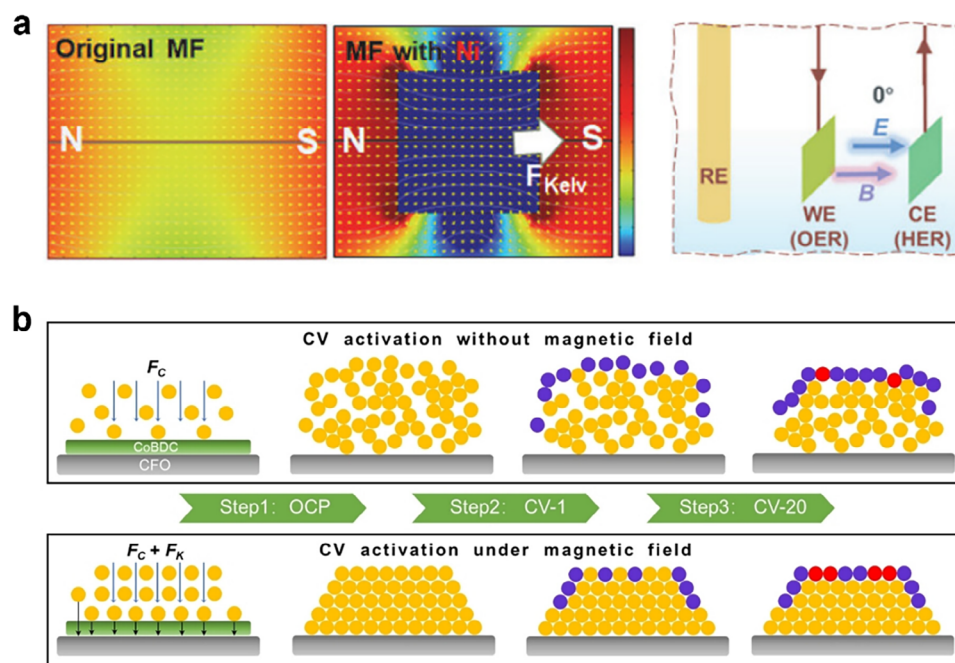 a
Original MF
N
S
MF with Ni
N
S
F Kelv
RE
0°
E
B
WE
(OER)
CE
(HER)
b
CV activation without magnetic field
Fc
CoBDC
CFO
Step1: OCP
Step2: CV-1
Step3: CV-20
CV activation under magnetic field
Fc + FK